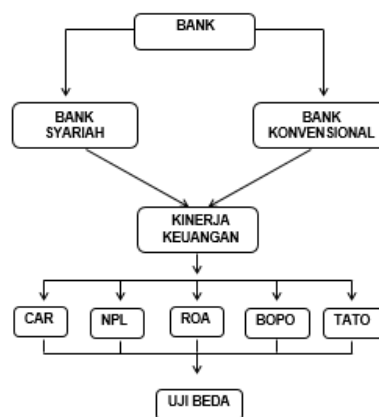 BANK
BANK
SYARIAH
BANK
KONVENSIONAL
KINERJA
KEUANGAN
CAR
NPL
ROA
BOPO
TATO
UJI BEDA